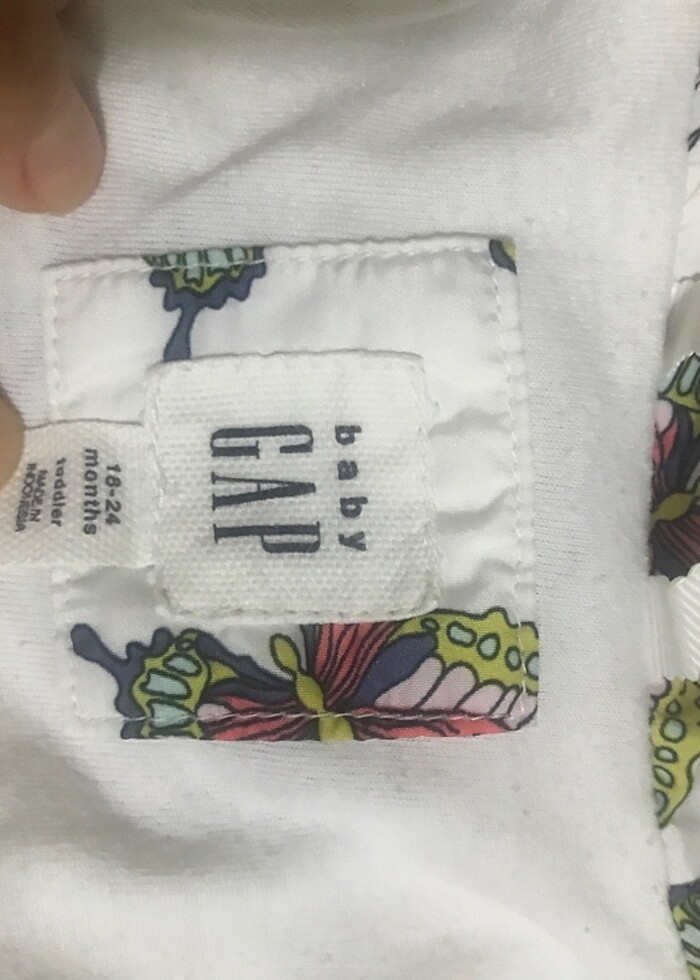 baby
GAP
18-24
months
toddler
MADE IN
INDONESIA